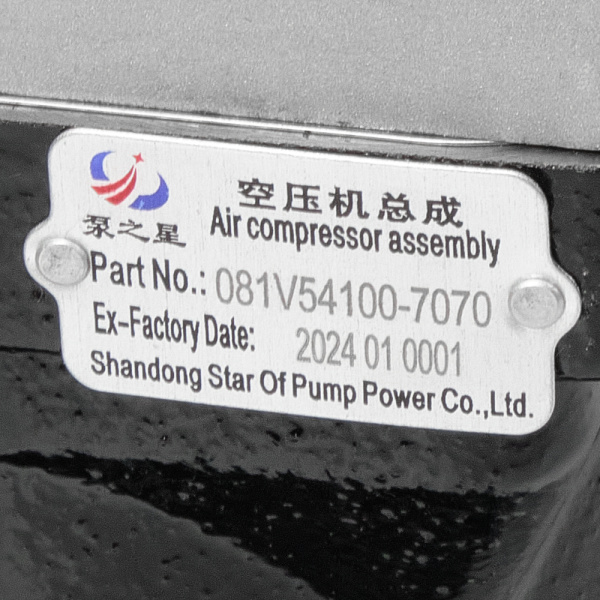 空压机总成
泵之星 Air compressor assembly
Part No.: 081V54100-7070
Ex-Factory Date: 2024 01 0001
Shandong Star Of Pump Power Co.,Ltd.